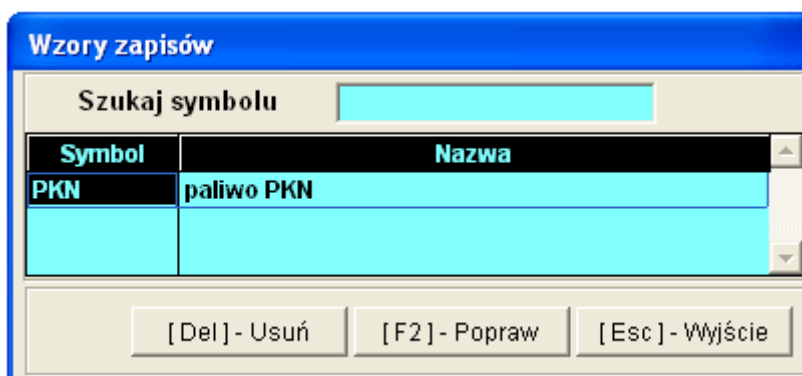 Wzory zapisów
Szukaj symbolu
Symbol Nazwa
PKN paliwo PKN
[ Del ] - Usuń [ F2 ] - Popraw [ Esc ] - Wyjście